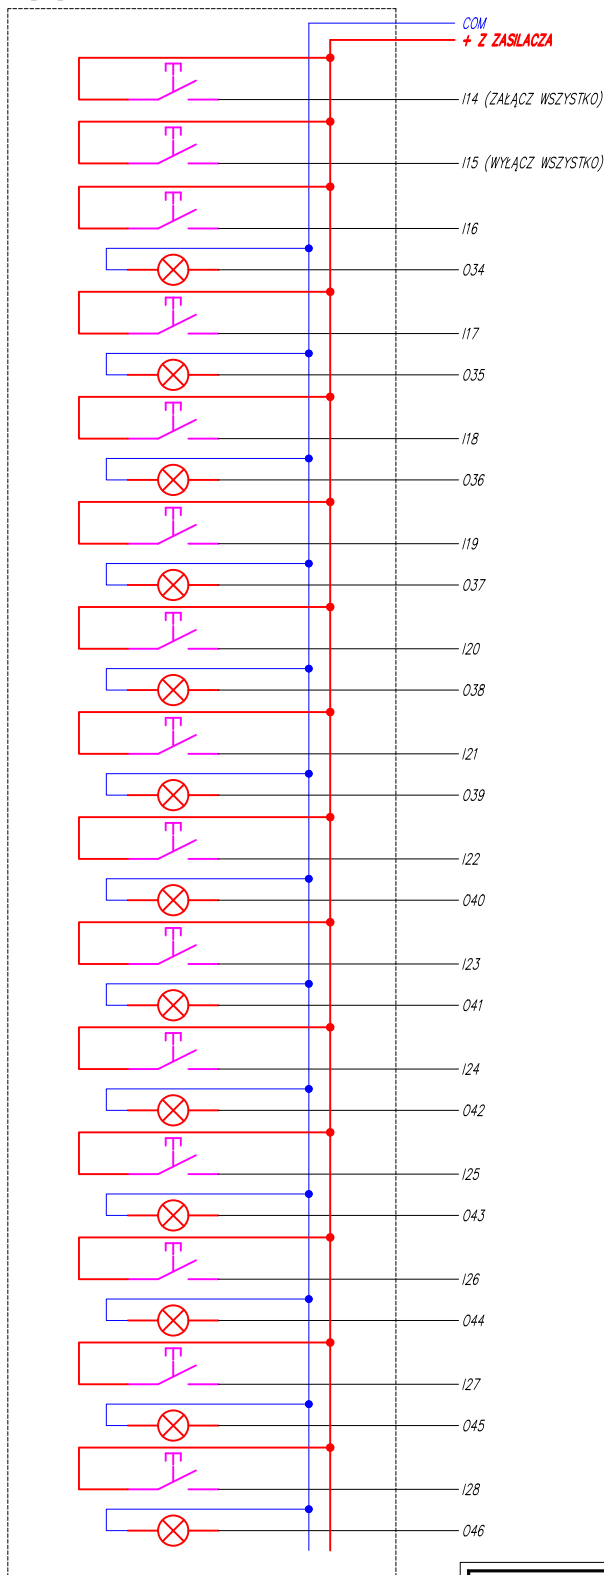 COM
+ Z ZASILACZA
I14 (ZAŁĄCZ WSZYSTKO)
I15 (WYŁĄCZ WSZYSTKO)
I16
O34
I17
O35
I18
O36
I19
O37
I20
O38
I21
O39
I22
O40
I23
O41
I24
O42
I25
O43
I26
O44
I27
O45
I28
O46